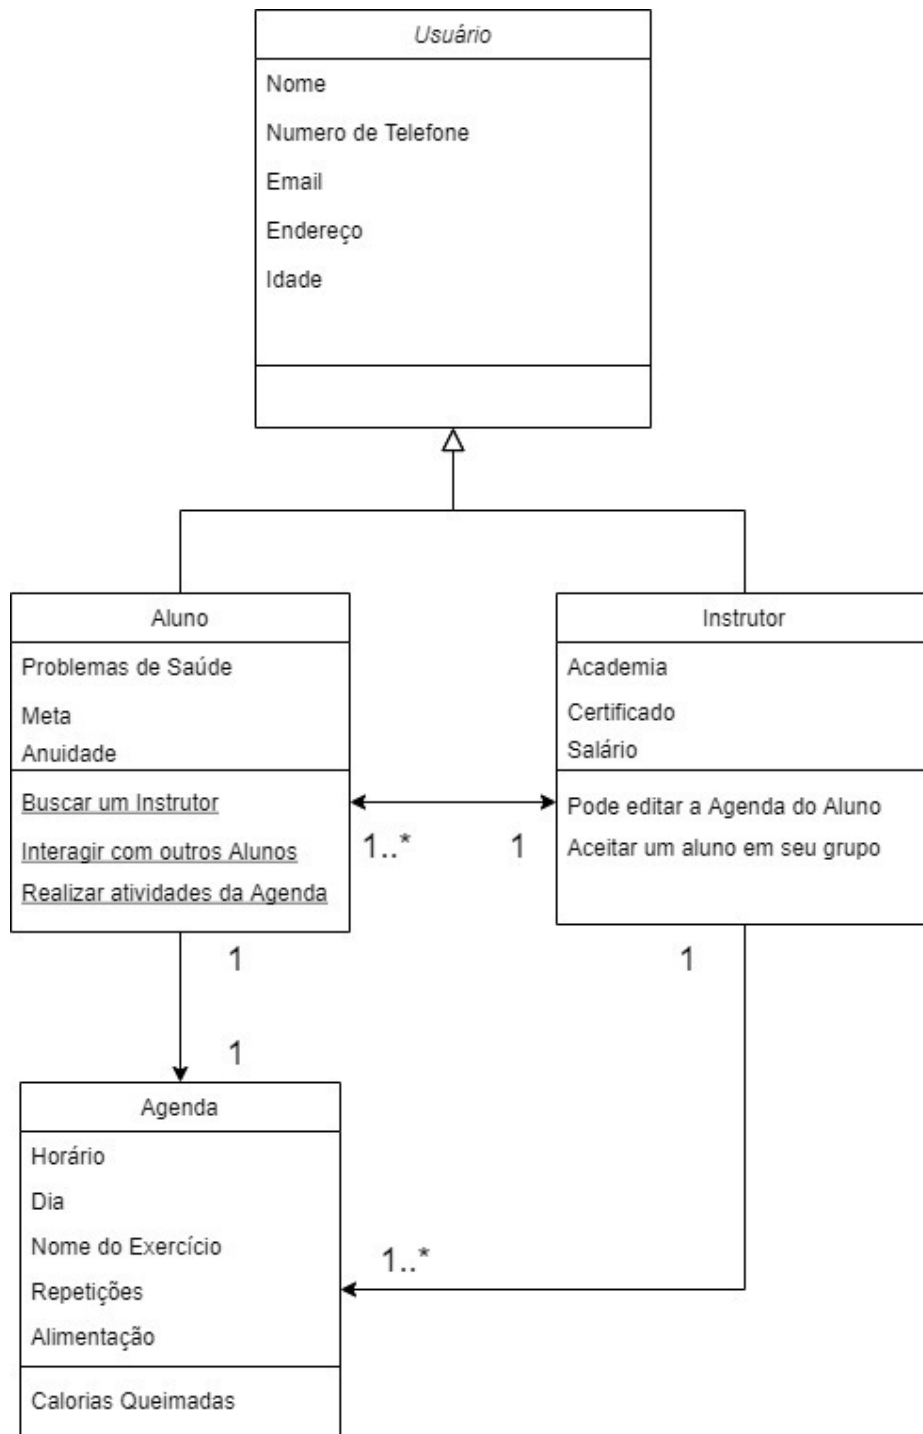 Usuário
Nome
Numero de Telefone
Email
Endereço
Idade
Aluno
Problemas de Saúde
Meta
Anuidade
Buscar um Instrutor
Interagir com outros Alunos
Realizar atividades da Agenda
Instrutor
Academia
Certificado
Salário
Pode editar a Agenda do Aluno
Aceitar um aluno em seu grupo
1..*
1
1
1
1
1..*
Agenda
Horário
Dia
Nome do Exercício
Repetições
Alimentação
Calorias Queimadas